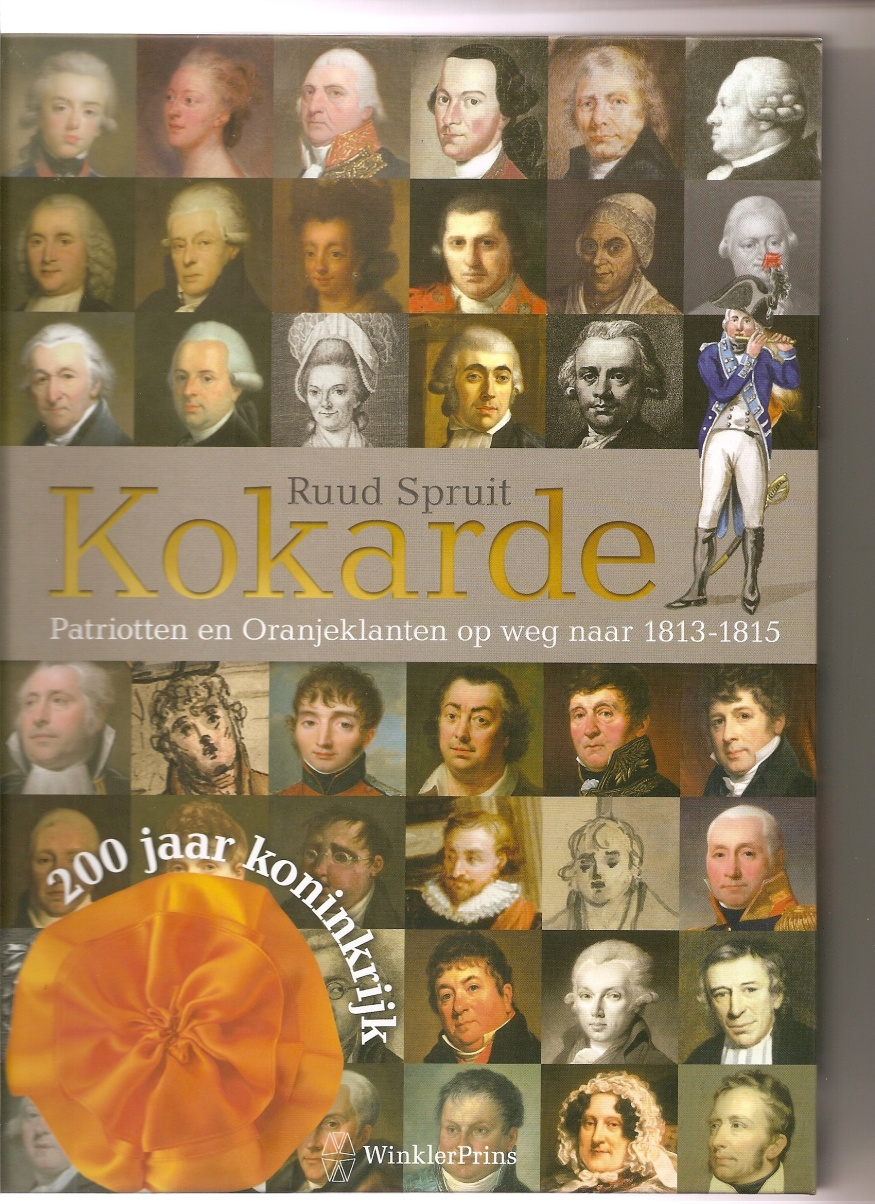 Ruud Spruit
Kokarde
Patriotten en Oranjeklanten op weg naar 1813-1815
200 jaar koninkrijk
WinklerPrins